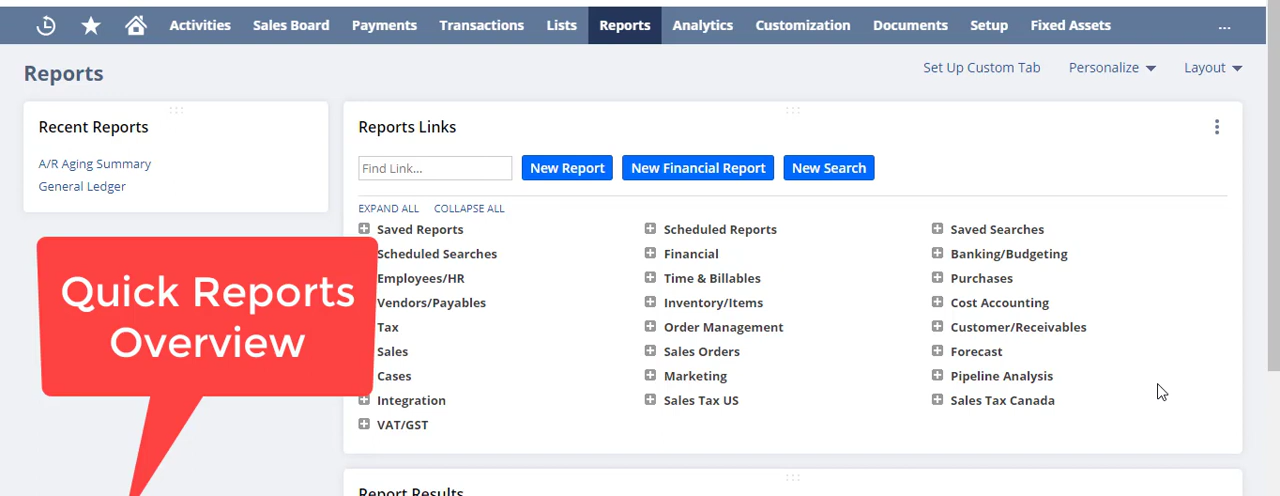 Activities Sales Board Payments Transactions Lists Reports Analytics Customization Documents Setup Fixed Assets ...
Reports
Set Up Custom Tab Personalize Layout
Recent Reports
A/R Aging Summary
General Ledger
Quick Reports
Overview
Reports Links
Find Link... New Report New Financial Report New Search
EXPAND ALL COLLAPSE ALL
Saved Reports Scheduled Reports Saved Searches
Scheduled Searches Financial Banking/Budgeting
Employees/HR Time & Billables Purchases
Vendors/Payables Inventory/Items Cost Accounting
Tax Order Management Customer/Receivables
Sales Sales Orders Forecast
Cases Marketing Pipeline Analysis
Integration Sales Tax US Sales Tax Canada
VAT/GST
Report Results